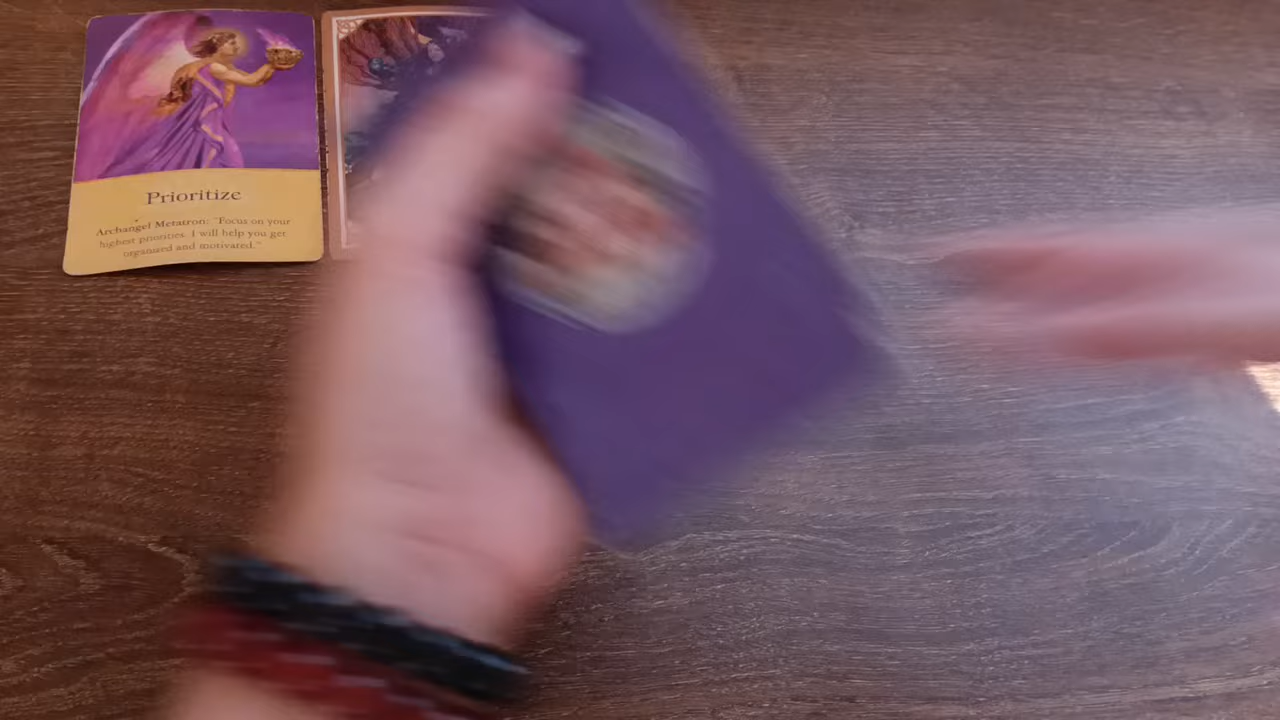 Prioritize
Archangel Metatron: "Focus on your
highest priorities. I will help you get
organized and motivated."